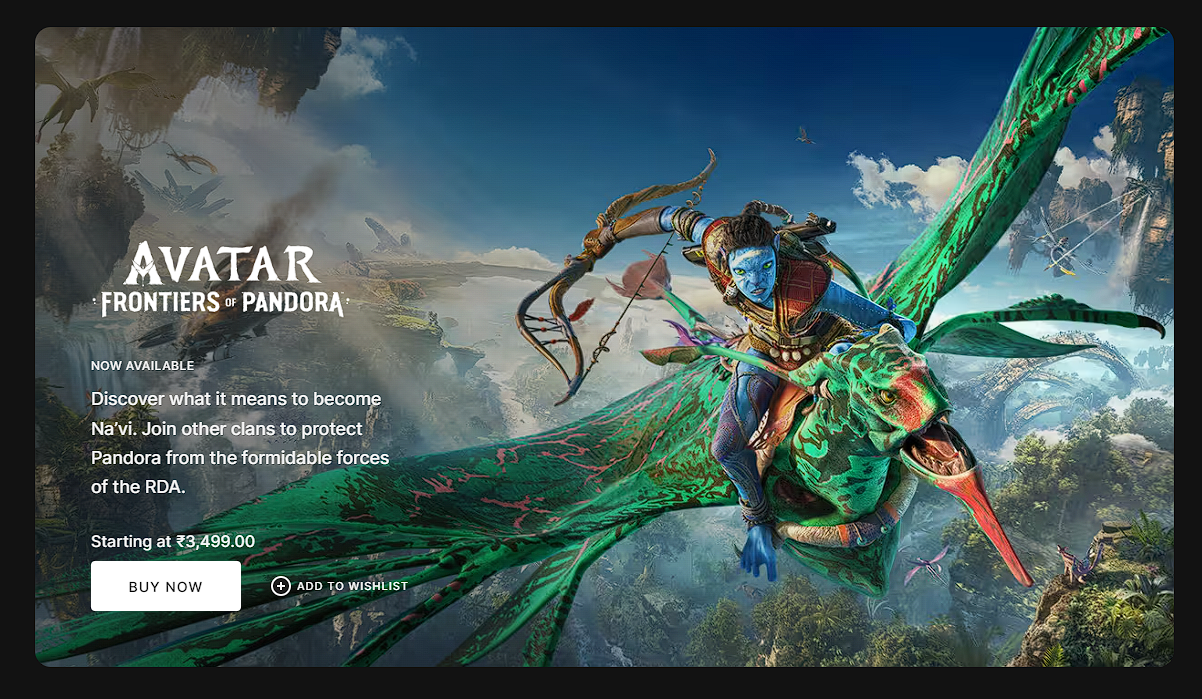 AVATAR
FRONTIERS OF PANDORA
NOW AVAILABLE
Discover what it means to become
Na’vi. Join other clans to protect
Pandora from the formidable forces
of the RDA.
Starting at ₹3,499.00
BUY NOW
ADD TO WISHLIST